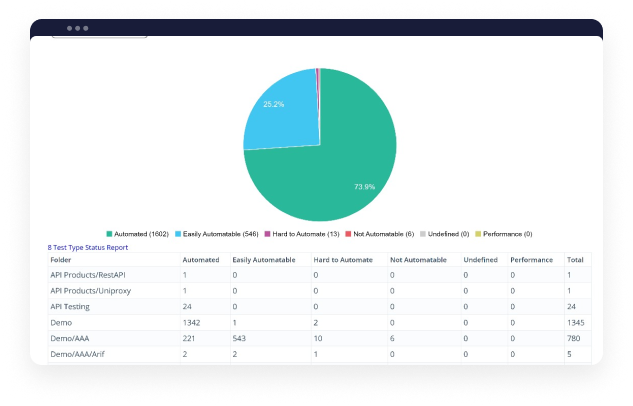 25.2%
73.9%
Automated (1602) Easily Automatable (546) Hard to Automate (13) Not Automatable (6) Undefined (0) Performance (0)
8 Test Type Status Report
Folder Automated Easily Automatable Hard to Automate Not Automatable Undefined Performance Total
API Products/RestAPI 1 0 0 0 0 0 1
API Products/Uniproxy 1 0 0 0 0 0 1
API Testing 24 0 0 0 0 0 24
Demo 1342 1 2 0 0 0 1345
Demo/AAA 221 543 10 6 0 0 780
Demo/AAA/Arif 2 2 1 0 0 0 5